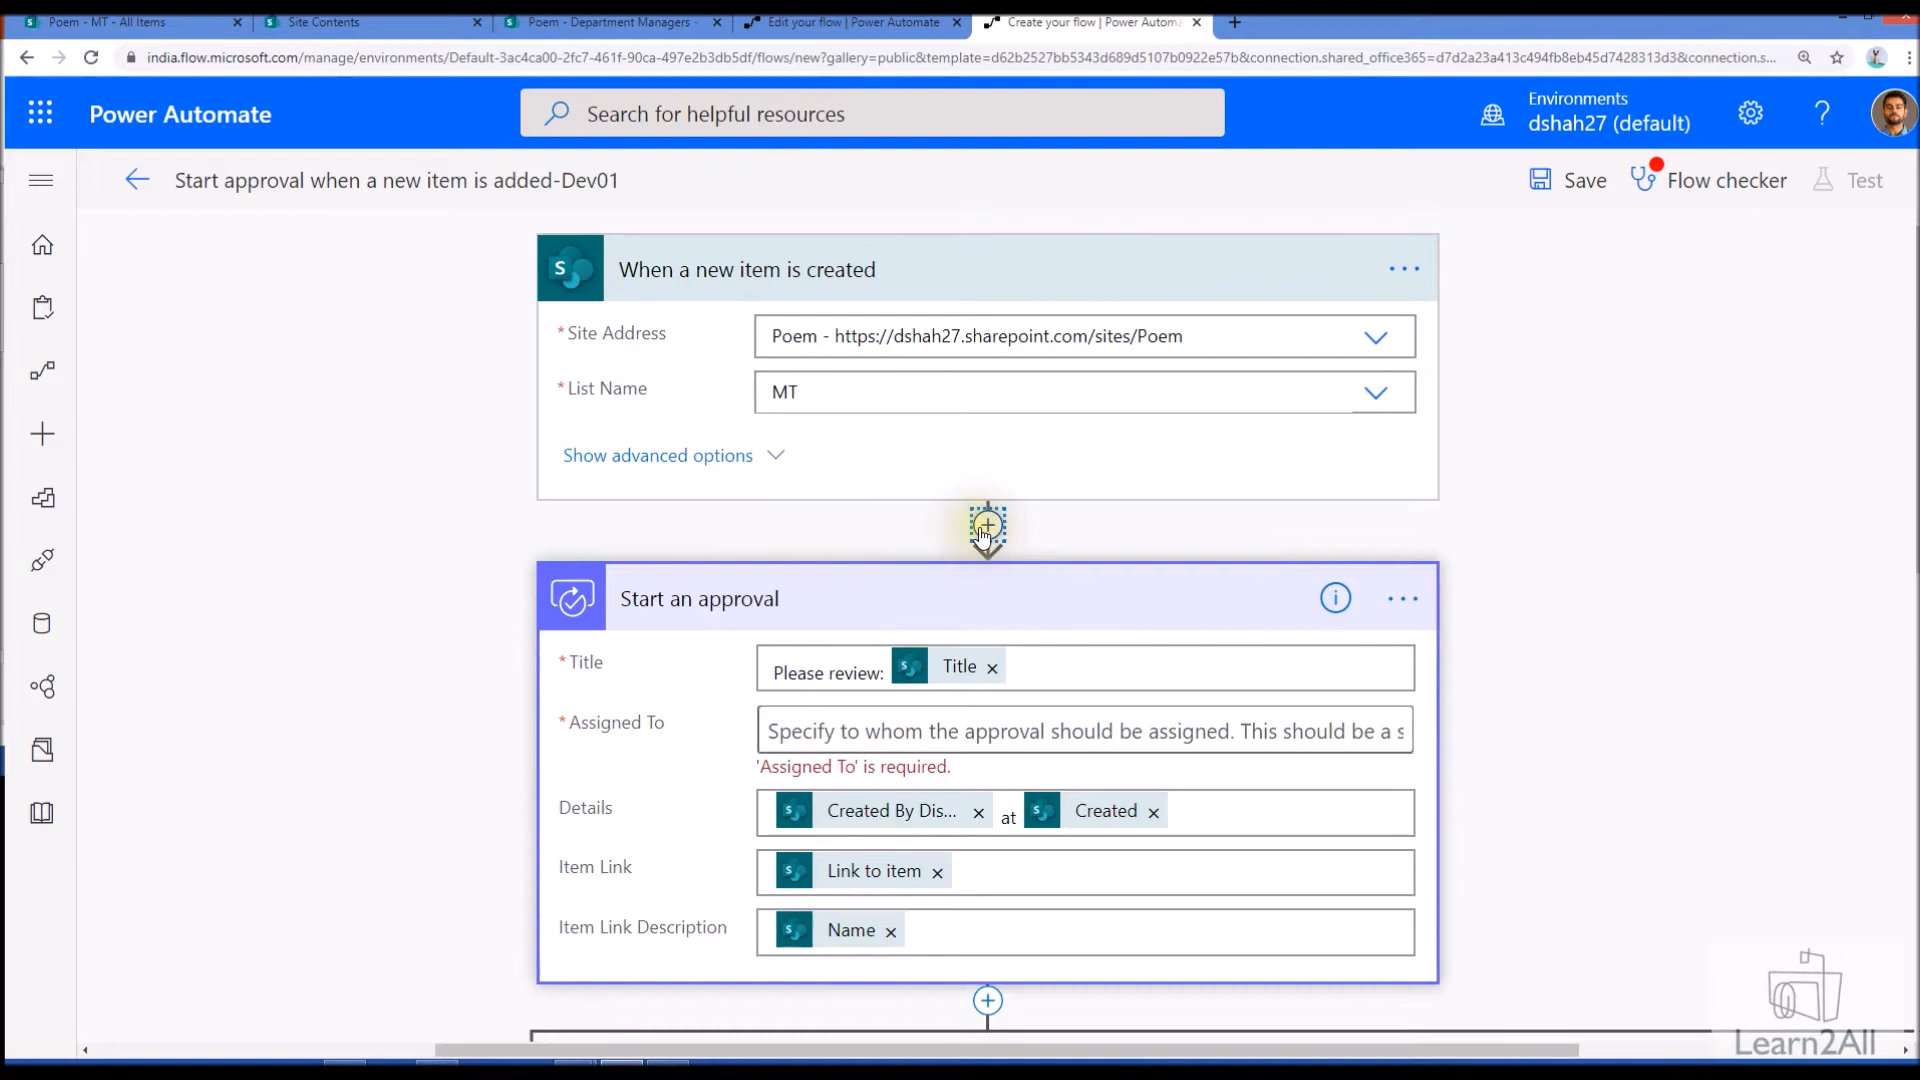 Poem - MT - All Items
Site Contents
Poem - Department Managers -
Edit your flow | Power Automate
Create your flow | Power Automa
india.flow.microsoft.com/manage/environments/Default-3ac4ca00-2fc7-461f-90ca-497e2b3db5df/flows/new?gallery=public&template=d62b2527bb5343d689d5107b0922e57b&connection.shared_office365=d7d2a23a413c494fb8eb45d7428313d3&connection.s...
Power Automate
Search for helpful resources
Environments
dshah27 (default)
Start approval when a new item is added-Dev01
Save
Flow checker
Test
S
When a new item is created
* Site Address
Poem - https://dshah27.sharepoint.com/sites/Poem
* List Name
MT
Show advanced options
Start an approval
* Title
Please review: S Title
* Assigned To
Specify to whom the approval should be assigned. This should be a s
'Assigned To' is required.
Details
S Created By Dis... at S Created
Item Link
S Link to item
Item Link Description
S Name
Learn2All